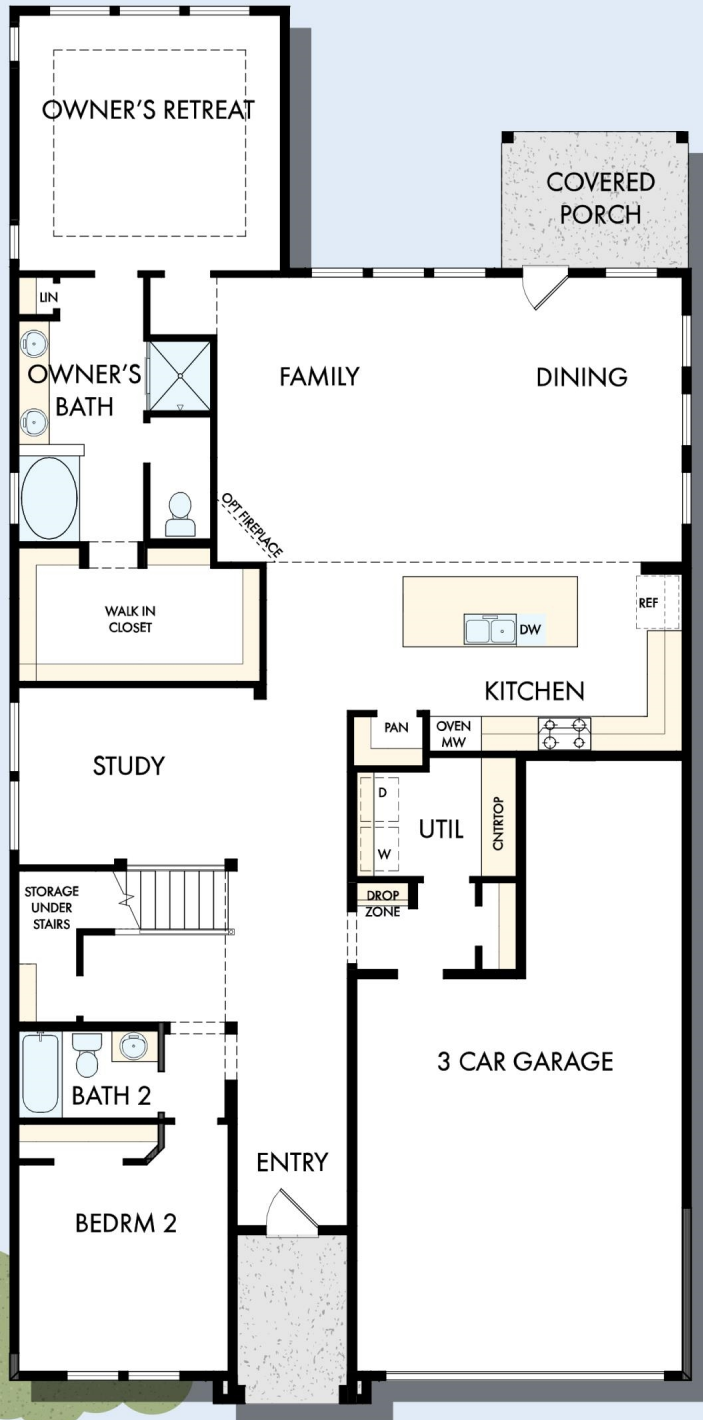 OWNER'S RETREAT
COVERED
PORCH
LIN
OWNER'S
BATH
FAMILY
DINING
OPT FIREPLACE
WALK IN
CLOSET
REF
DW
KITCHEN
PAN
OVEN
MW
STUDY
D
W
UTIL
CNTRTOP
STORAGE
UNDER
STAIRS
DROP
ZONE
3 CAR GARAGE
BATH 2
ENTRY
BEDRM 2